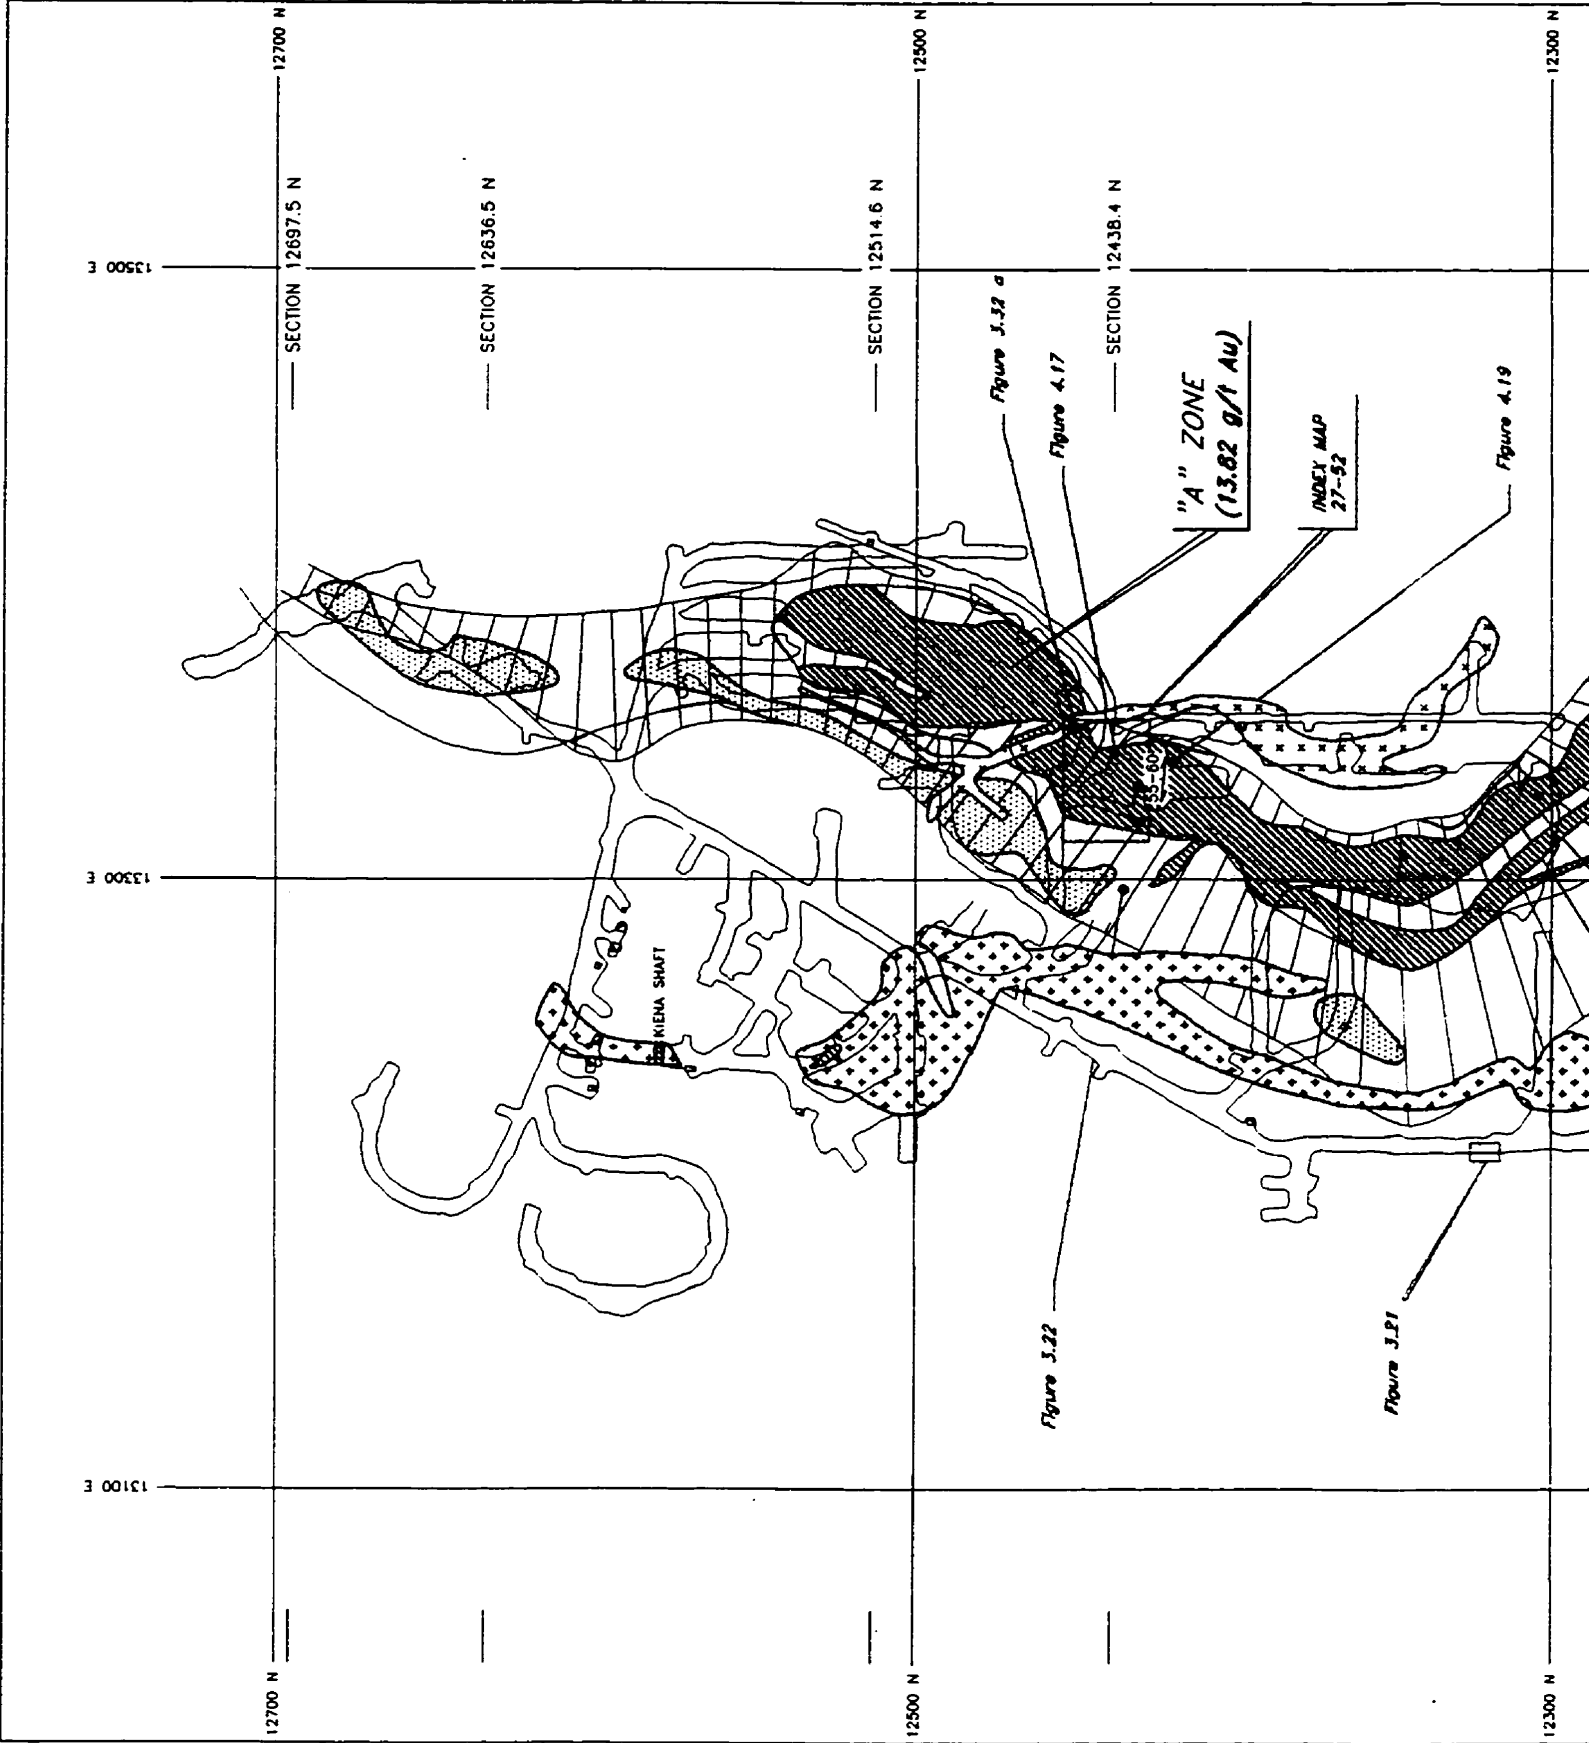 12700 N
12500 N
12300 N
13500 E
SECTION 12697.5 N
SECTION 12636.5 N
SECTION 12514.6 N
SECTION 12438.4 N
Figure 3.32 a
Figure 4.17
"A" ZONE
(13.82 g/t Au)
INDEX MAP
27-52
Figure 4.19
55-60
13300 E
KIENA SHAFT
Figure 3.22
Figure 3.21
13100 E
12700 N
12500 N
12300 N